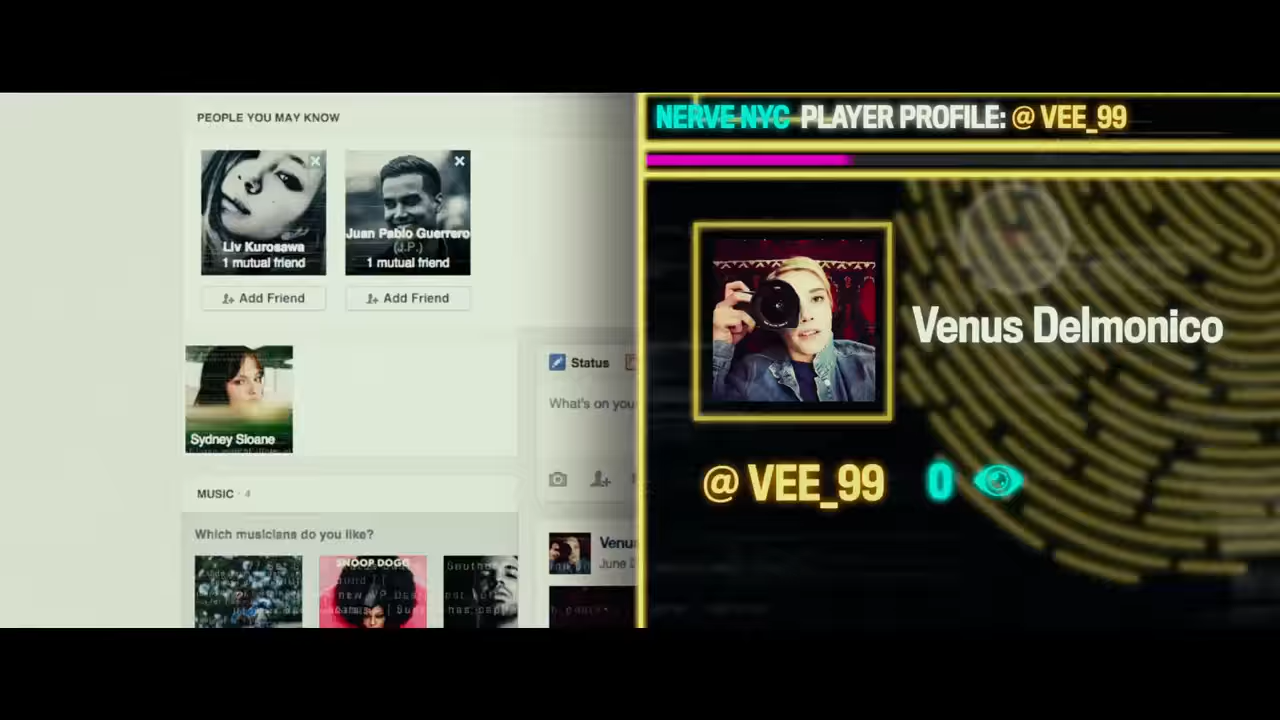 PEOPLE YOU MAY KNOW
Liv Kurosawa
1 mutual friend
Juan Pablo Guerrero
(J.P.)
1 mutual friend
Add Friend
Add Friend
Sydney Sloane
MUSIC · 4
Which musicians do you like?
SNOOP DOGG
Status
What's on you
Venu
June
NERVE NYC PLAYER PROFILE: @ VEE_99
Venus Delmonico
@ VEE_99
0